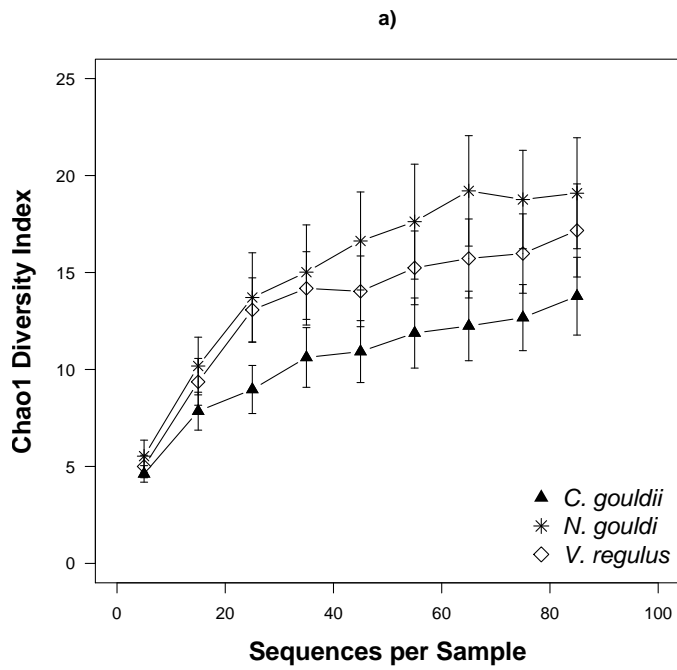 a)
25
20
15
10
5
0
Chao1 Diversity Index
0 20 40 60 80 100
Sequences per Sample
C. gouldii
N. gouldi
V. regulus